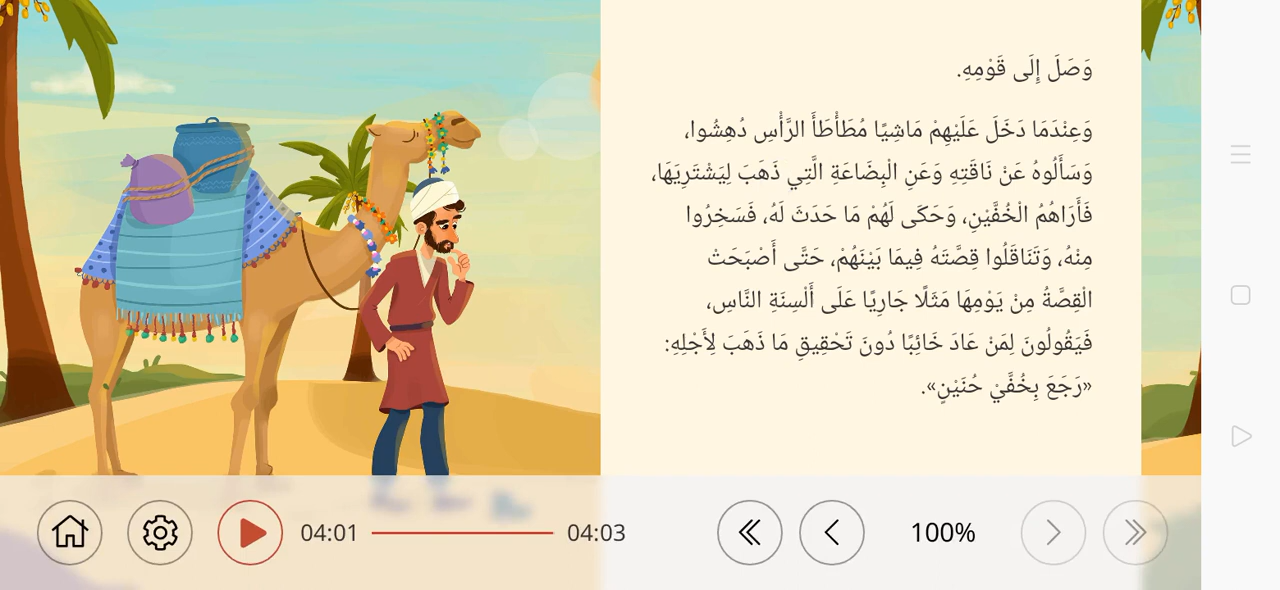 وَصَلَ إِلَى قَوْمِهِ.
وَعِنْدَمَا دَخَلَ عَلَيْهِمْ مَاشِيًا مُطَأْطَأَ الرَّأْسِ دُهِشُوا،
وَسَأَلُوهُ عَنْ نَاقَتِهِ وَعَنِ الْبِضَاعَةِ الَّتِي ذَهَبَ لِيَشْتَرِيَهَا،
فَأَرَاهُمُ الْخُفَّيْنِ، وَحَكَى لَهُمْ مَا حَدَثَ لَهُ، فَسَخِرُوا
مِنْهُ، وَتَنَاقَلُوا قِصَّتَهُ فِيمَا بَيْنَهُمْ، حَتَّى أَصْبَحَتْ
الْقِصَّةُ مِنْ يَوْمِهَا مَثَلًا جَارِيًا عَلَى أَلْسِنَةِ النَّاسِ،
فَيَقُولُونَ لِمَنْ عَادَ خَائِبًا دُونَ تَحْقِيقِ مَا ذَهَبَ لِأَجْلِهِ:
«رَجَعَ بِخُفَّيْ حُنَيْنٍ».
04:01 04:03 100%